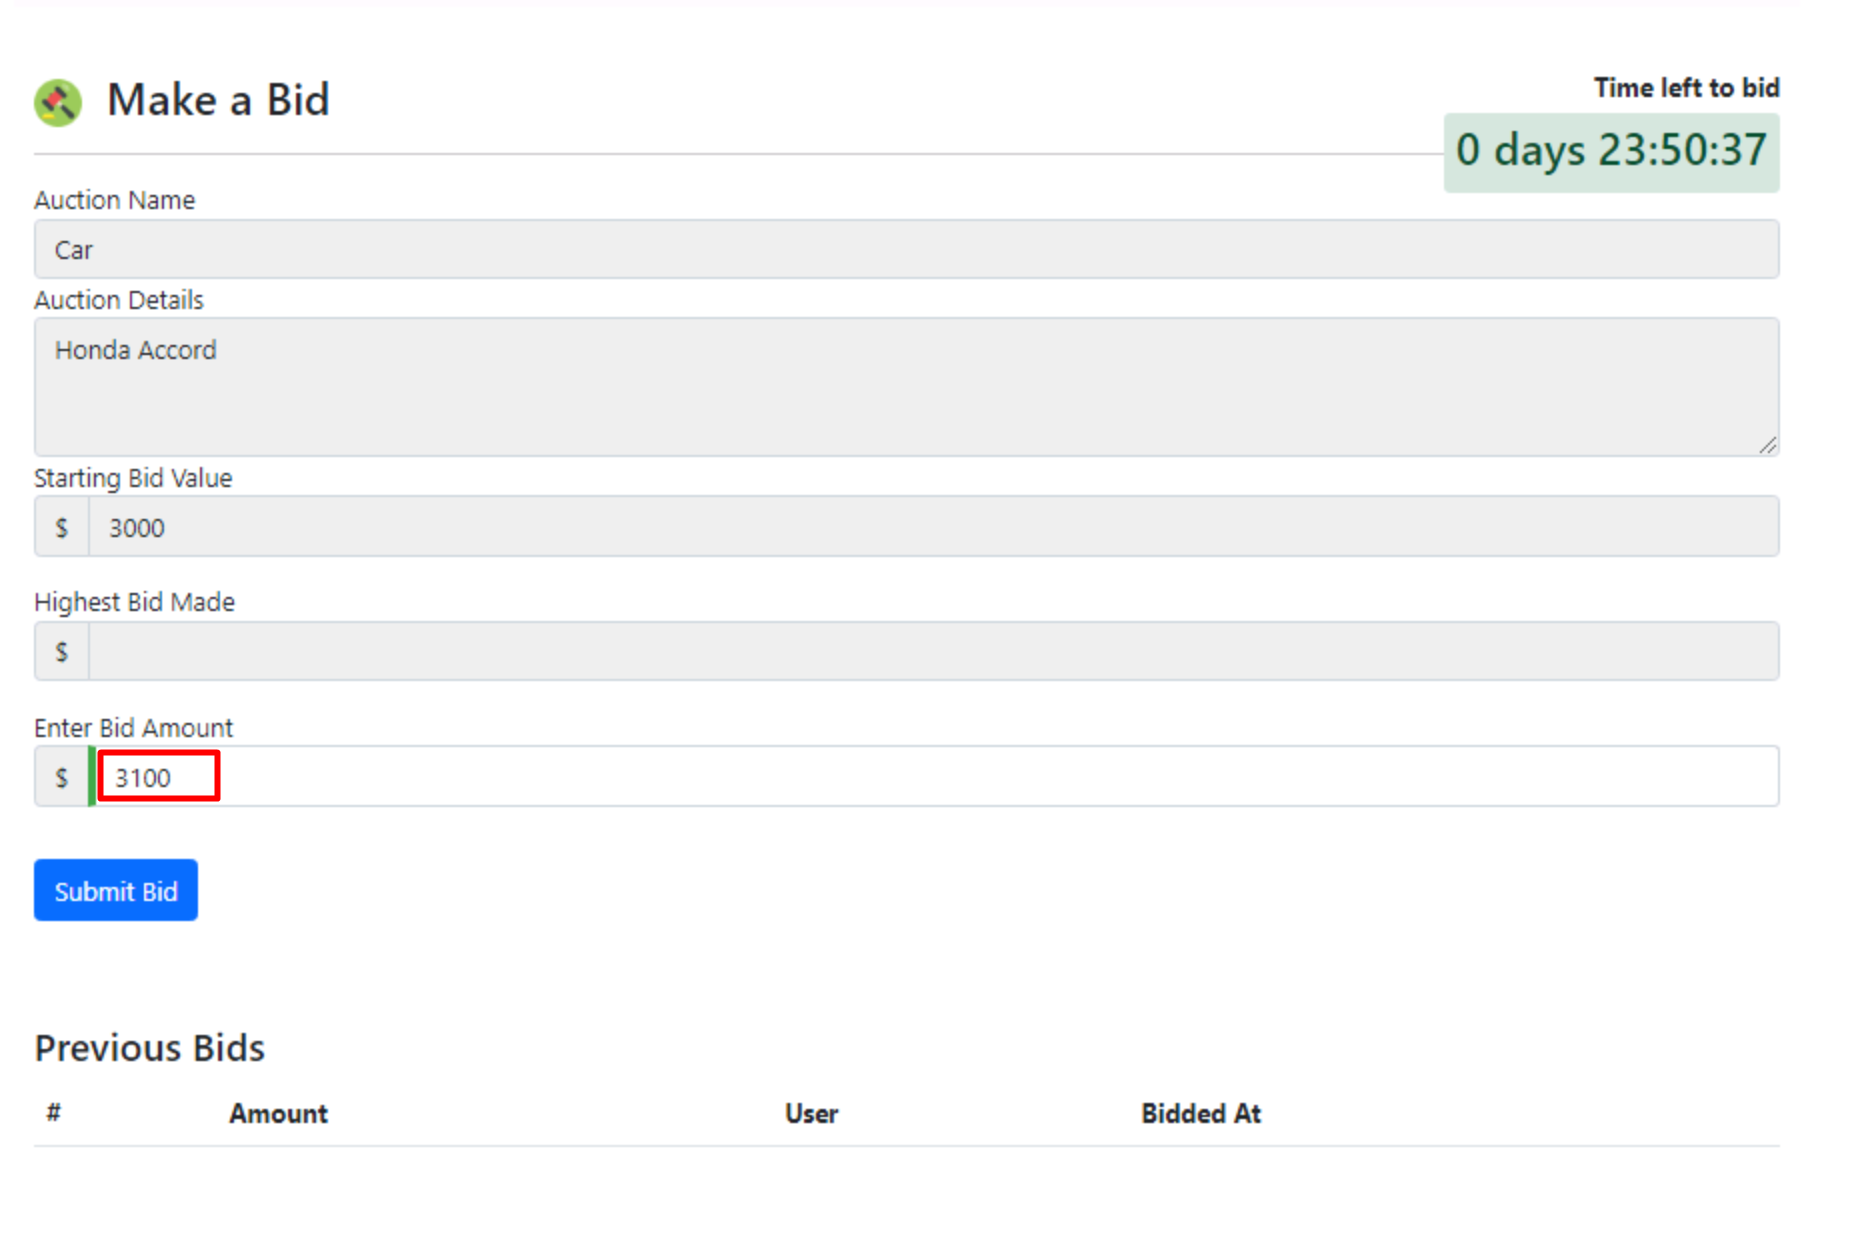 Make a Bid
Time left to bid
0 days 23:50:37
Auction Name
Car
Auction Details
Honda Accord
Starting Bid Value
$ 3000
Highest Bid Made
$
Enter Bid Amount
$ 3100
Submit Bid
Previous Bids
# Amount User Bidded At